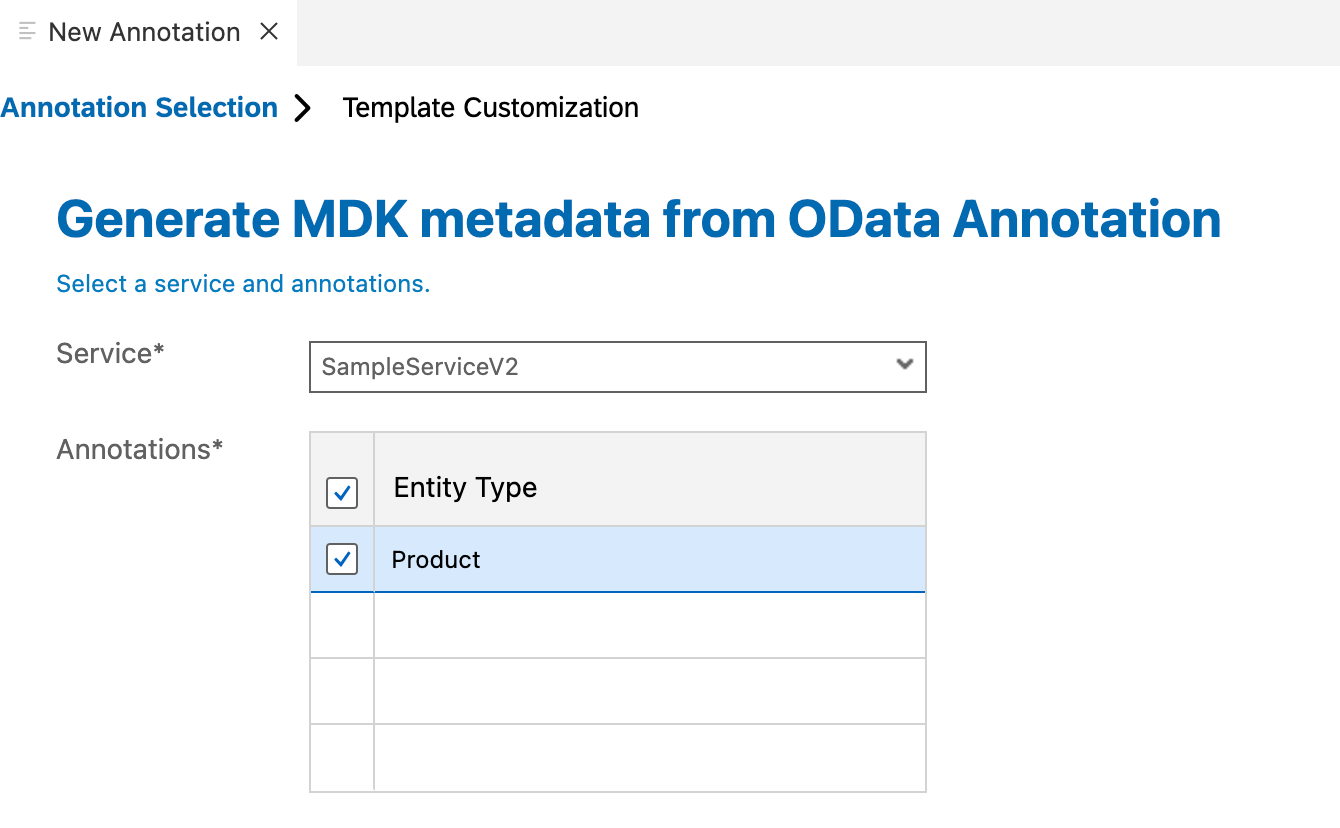 New Annotation
Annotation Selection Template Customization
Generate MDK metadata from OData Annotation
Select a service and annotations.
Service* SampleServiceV2
Annotations*
Entity Type
Product